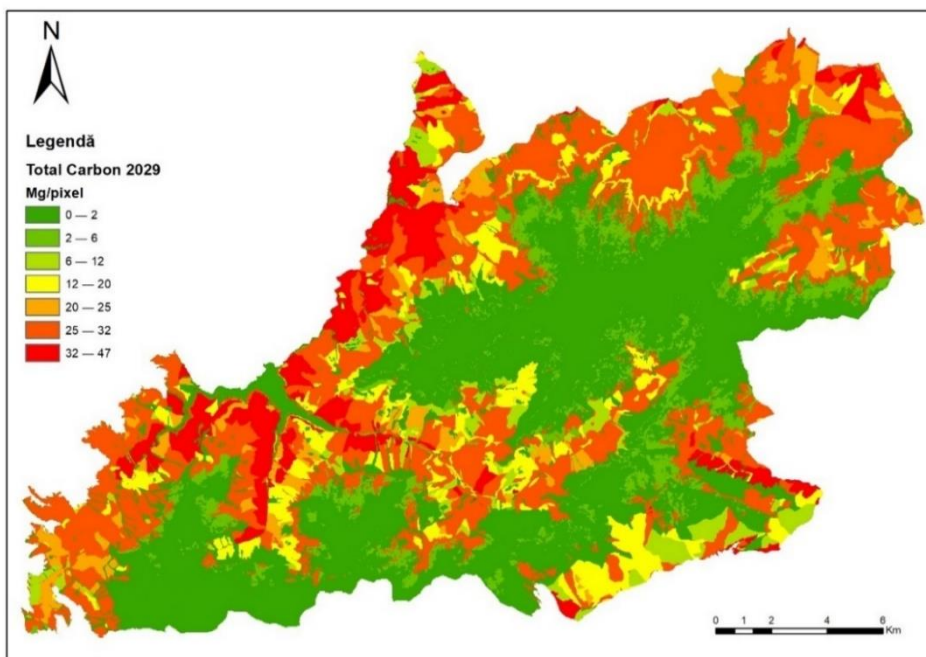 N
Legendă
Total Carbon 2029
Mg/pixel
0 — 2
2 — 6
6 — 12
12 — 20
20 — 25
25 — 32
32 — 47
0 1 2 4 6
Km